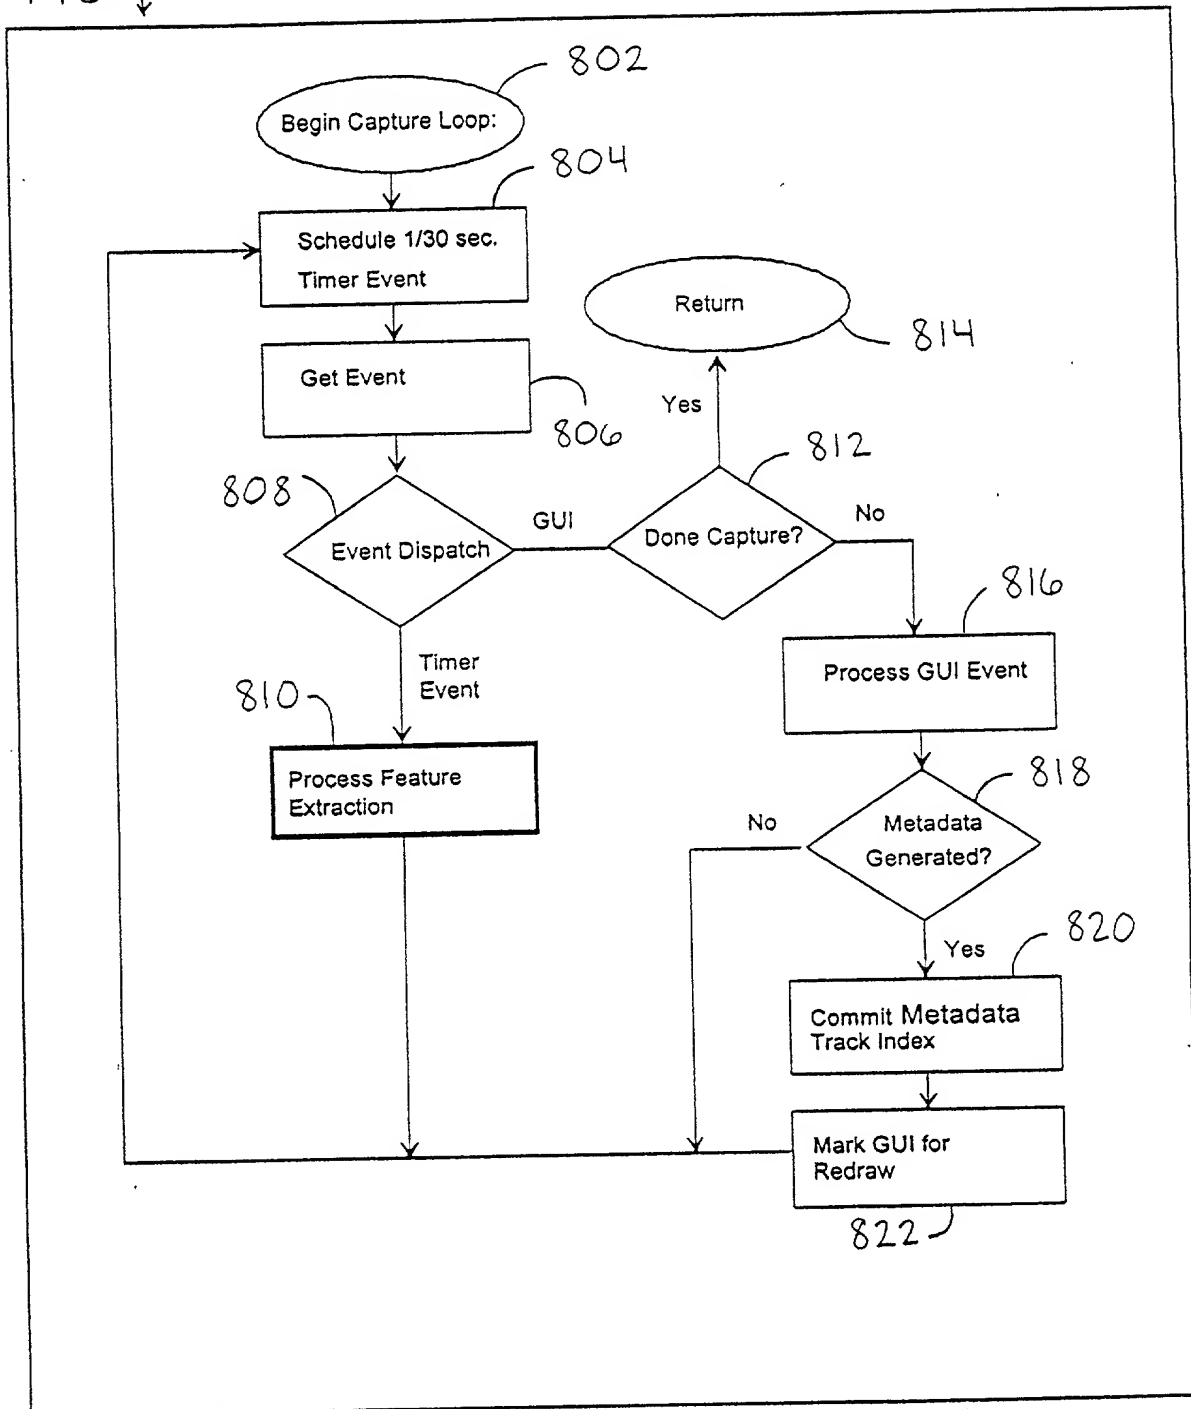 802
Begin Capture Loop:
804
Schedule 1/30 sec.
Timer Event
Return
814
Get Event
Yes
806
812
808
GUI
No
Event Dispatch
Done Capture?
816
Timer
Event
Process GUI Event
810
818
Process Feature
Extraction
No
Metadata
Generated?
820
Yes
Commit Metadata
Track Index
Mark GUI for
Redraw
822